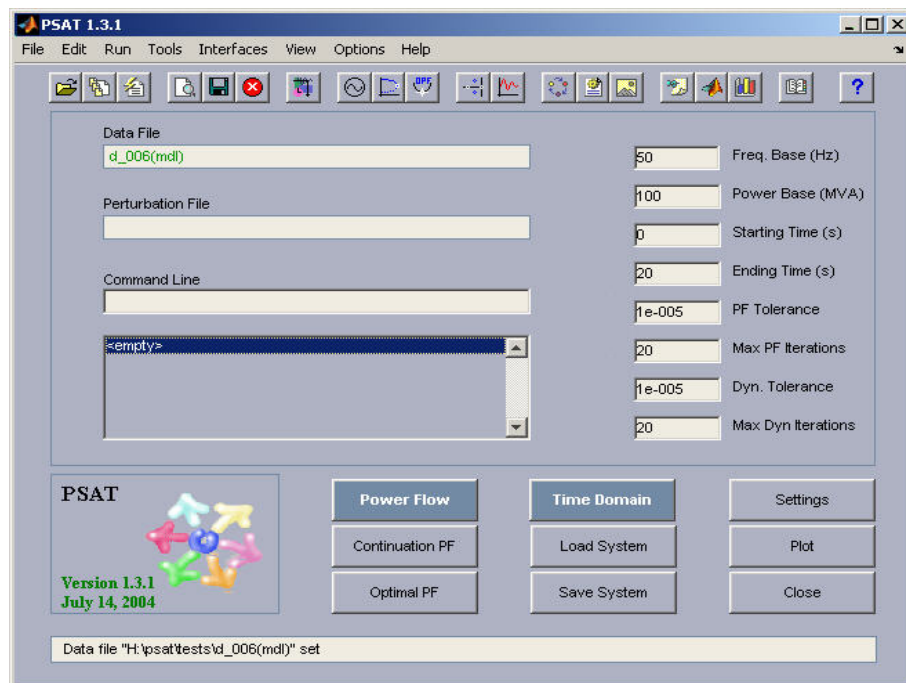 PSAT 1.3.1
File Edit Run Tools Interfaces View Options Help
OPF
?
Data File
d_006(mdl)
Perturbation File
Command Line
<empty>
50 Freq. Base (Hz)
100 Power Base (MVA)
0 Starting Time (s)
20 Ending Time (s)
1e-005 PF Tolerance
20 Max PF Iterations
1e-005 Dyn. Tolerance
20 Max Dyn Iterations
PSAT
Version 1.3.1
July 14, 2004
Power Flow Time Domain Settings
Continuation PF Load System Plot
Optimal PF Save System Close
Data file "H:\psat\tests\d_006(mdl)" set